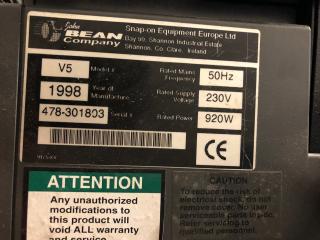 John
BEAN
Company
Snap-on Equipment Europe Ltd
Bay 99, Shannon Industrial Estate
Shannon, Co. Clare, Ireland
V5 Model #
Rated Mains Frequency 50Hz
1998 Year of Manufacture
Rated Supply Voltage 230V
478-301803 Serial #
Rated Power 920W
CE
ATTENTION
Any unauthorized
modifications to
this product will
void ALL warranty
and service
CAUTION
To reduce the risk of
electrical shock, do not
remove cover. No user
serviceable parts inside.
Refer servicing to
qualified personnel.